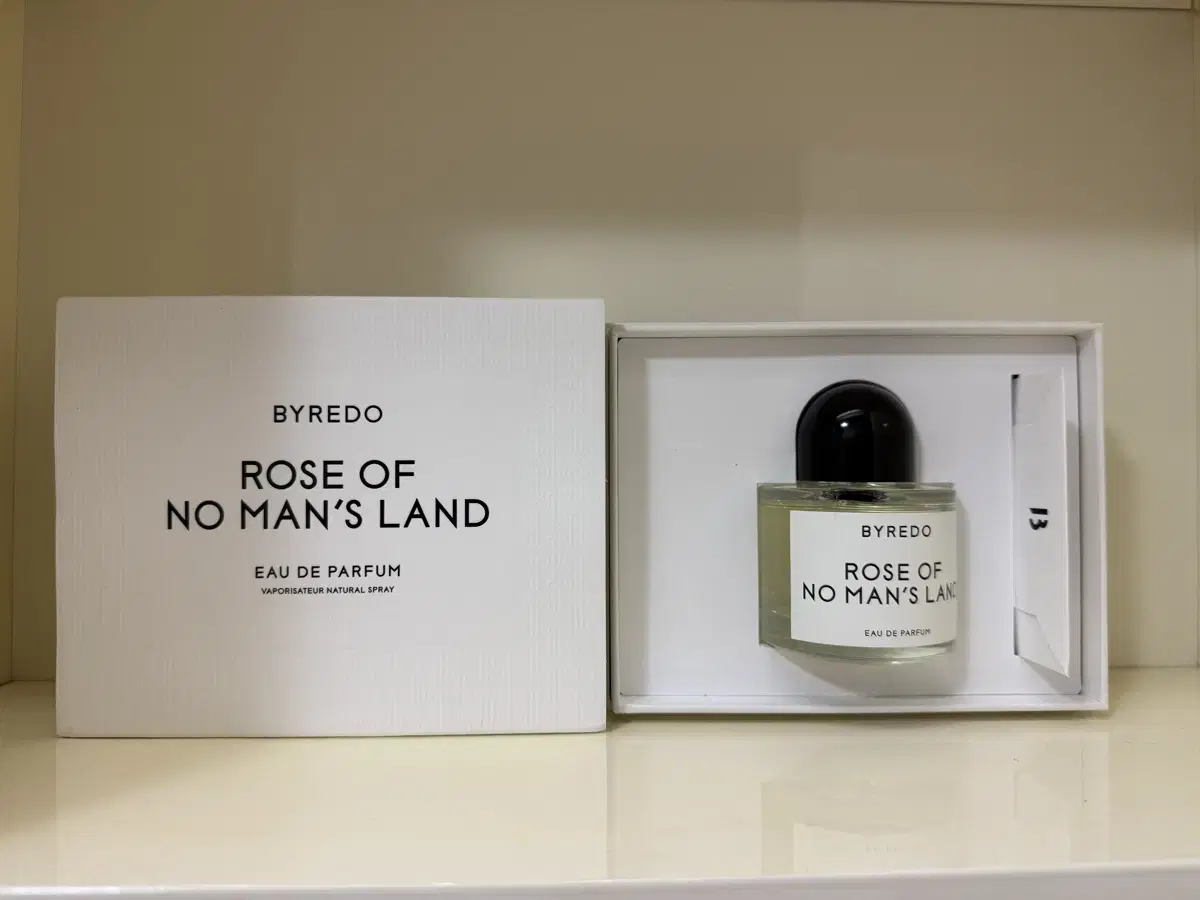 BYREDO
ROSE OF
NO MAN'S LAND
EAU DE PARFUM
VAPORISATEUR NATURAL SPRAY
BYREDO
ROSE OF
NO MAN'S LAND
EAU DE PARFUM
B